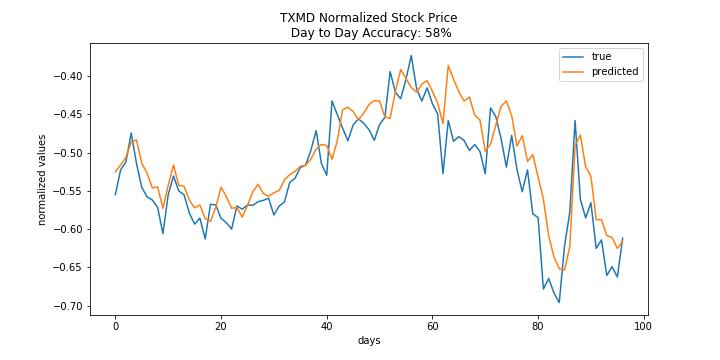 TXMD Normalized Stock Price
Day to Day Accuracy: 58%
true
predicted
normalized values
−0.40
−0.45
−0.50
−0.55
−0.60
−0.65
−0.70
0
20
40
60
80
100
days